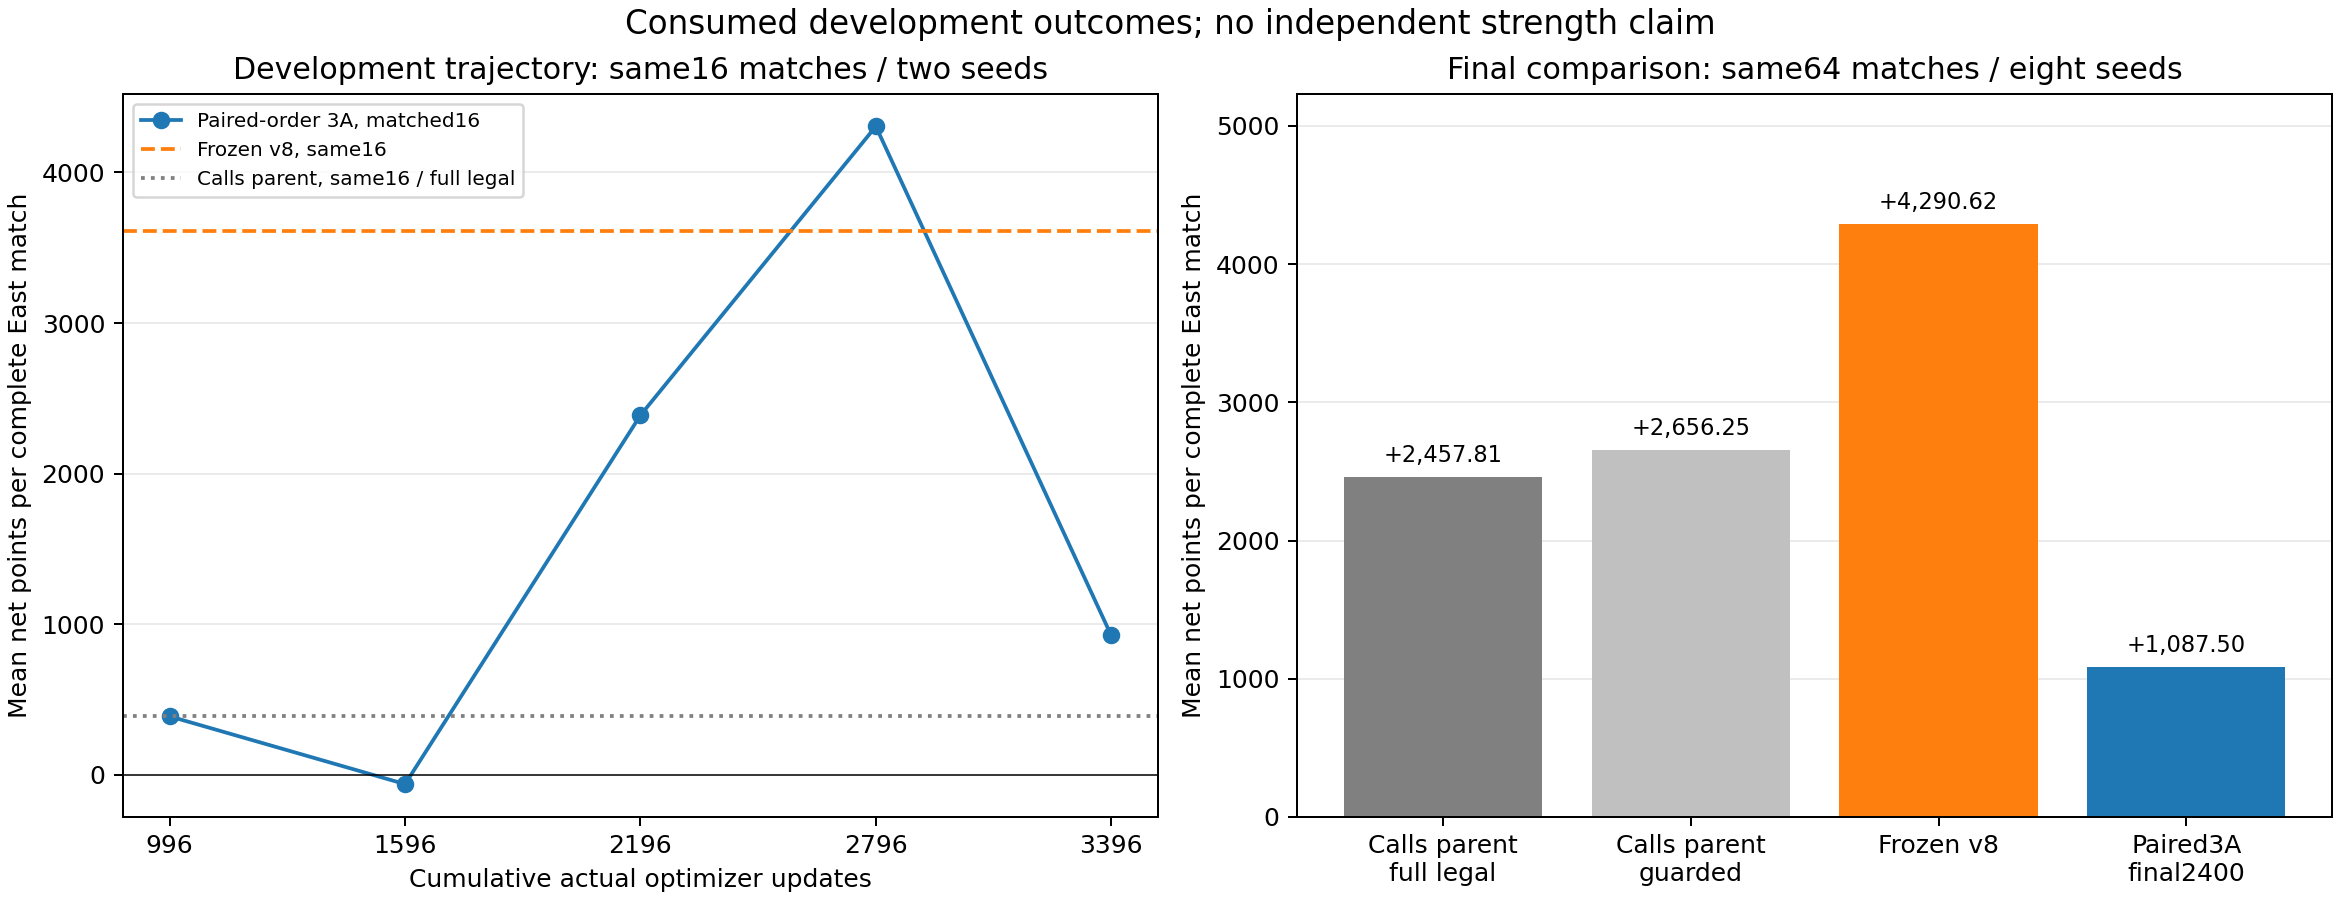 Consumed development outcomes; no independent strength claim
Development trajectory: same16 matches / two seeds
Mean net points per complete East match
4000
3000
2000
1000
0
Paired-order 3A, matched16
Frozen v8, same16
Calls parent, same16 / full legal
996
1596
2196
2796
3396
Cumulative actual optimizer updates
Final comparison: same64 matches / eight seeds
Mean net points per complete East match
5000
4000
3000
2000
1000
0
+2,457.81
+2,656.25
+4,290.62
+1,087.50
Calls parent
full legal
Calls parent
guarded
Frozen v8
Paired3A
final2400